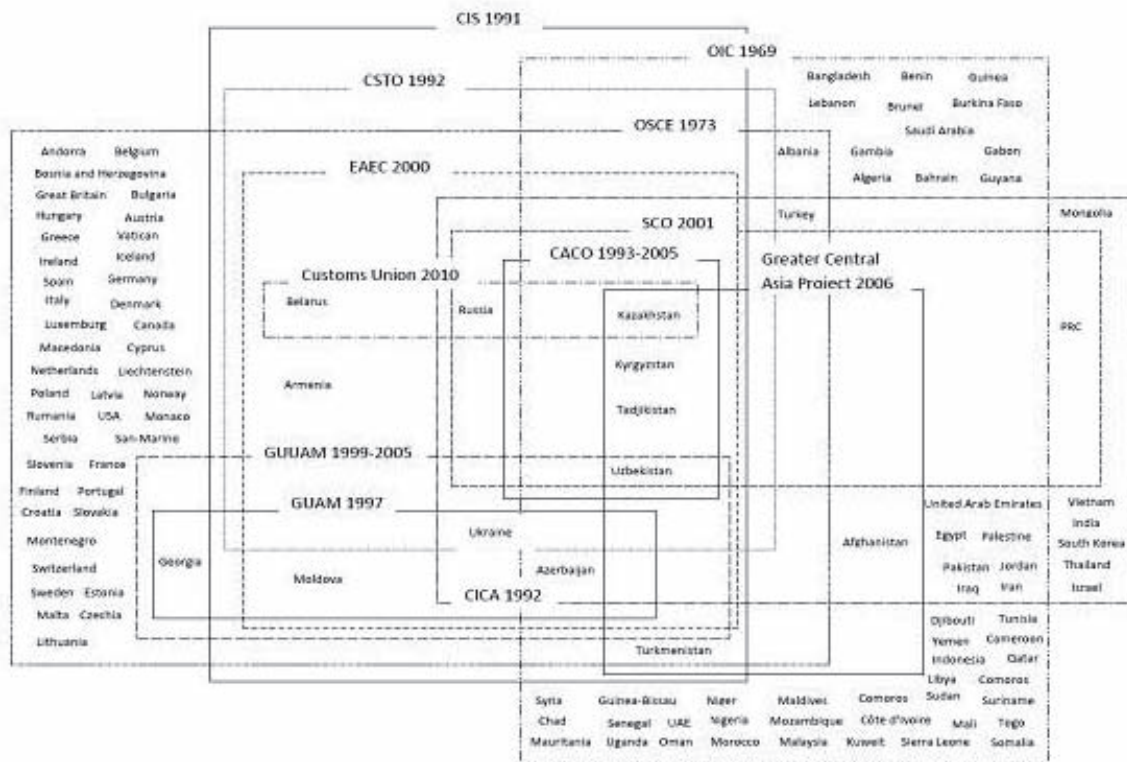 CIS 1991
OIC 1969
Bangladesh Benin Guinea
CSTO 1992
Lebanon Brunei Burkina Faso
OSCE 1973
Saudi Arabia
Andorra Belgium
Albania Gambia Gabon
EAEC 2000
Bosnia and Herzegovina
Algeria Bahrain Guyana
Great Britain Bulgaria
Hungary Austria
Turkey Mongolia
SCO 2001
Greece Vatican
CACO 1993-2005
Greater Central
Asia Project 2006
Ireland Iceland
Customs Union 2010
Spain Germany
Italy Denmark
Belarus Russia Kazakhstan
Luxemburg Canada
PRC
Macedonia Cyprus
Netherlands Liechtenstein
Kyrgyzstan
Armenia
Poland Latvia Norway
Rumania USA Monaco
Tadjikistan
Serbia San-Marine
GUUAM 1999-2005
Slovenia France
Uzbekistan
Finland Portugal
GUAM 1997
United Arab Emirates Vietnam
Croatia Slovakia
India
Ukraine
Egypt Palestine
Montenegro
Afghanistan
South Korea
Georgia
Switzerland
Azerbaijan
Pakistan Jordan Thailand
Moldova
Sweden Estonia
CICA 1992
Iraq Iran Israel
Malta Czechia
Djibouti Tunisia
Lithuania
Yemen Cameroon
Turkmenistan
Indonesia Qatar
Libya Comoros
Syria Guinea-Bissau Niger Maldives Comoros Sudan Suriname
Chad Senegal UAE Nigeria Mozambique Côte d'Ivoire Mali Togo
Mauritania Uganda Oman Morocco Malaysia Kuweit Sierra Leone Somalia